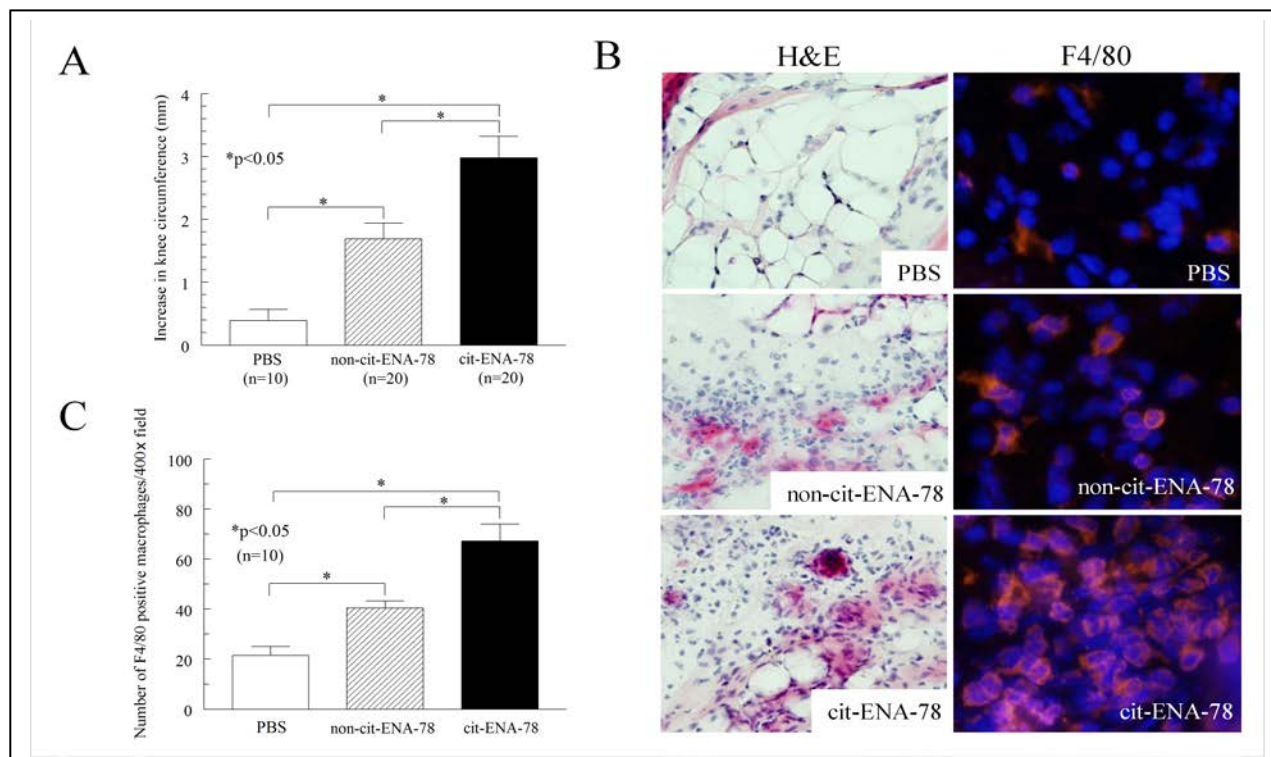 A
Increase in knee circumference (mm)
4
3
2
1
0
*p<0.05
*
*
*
PBS
(n=10)
non-cit-ENA-78
(n=20)
cit-ENA-78
(n=20)
B
H&E
F4/80
PBS
PBS
non-cit-ENA-78
non-cit-ENA-78
cit-ENA-78
cit-ENA-78
C
Number of F4/80 positive macrophages/400x field
100
80
60
40
20
0
*p<0.05
(n=10)
*
*
*
PBS
non-cit-ENA-78
cit-ENA-78